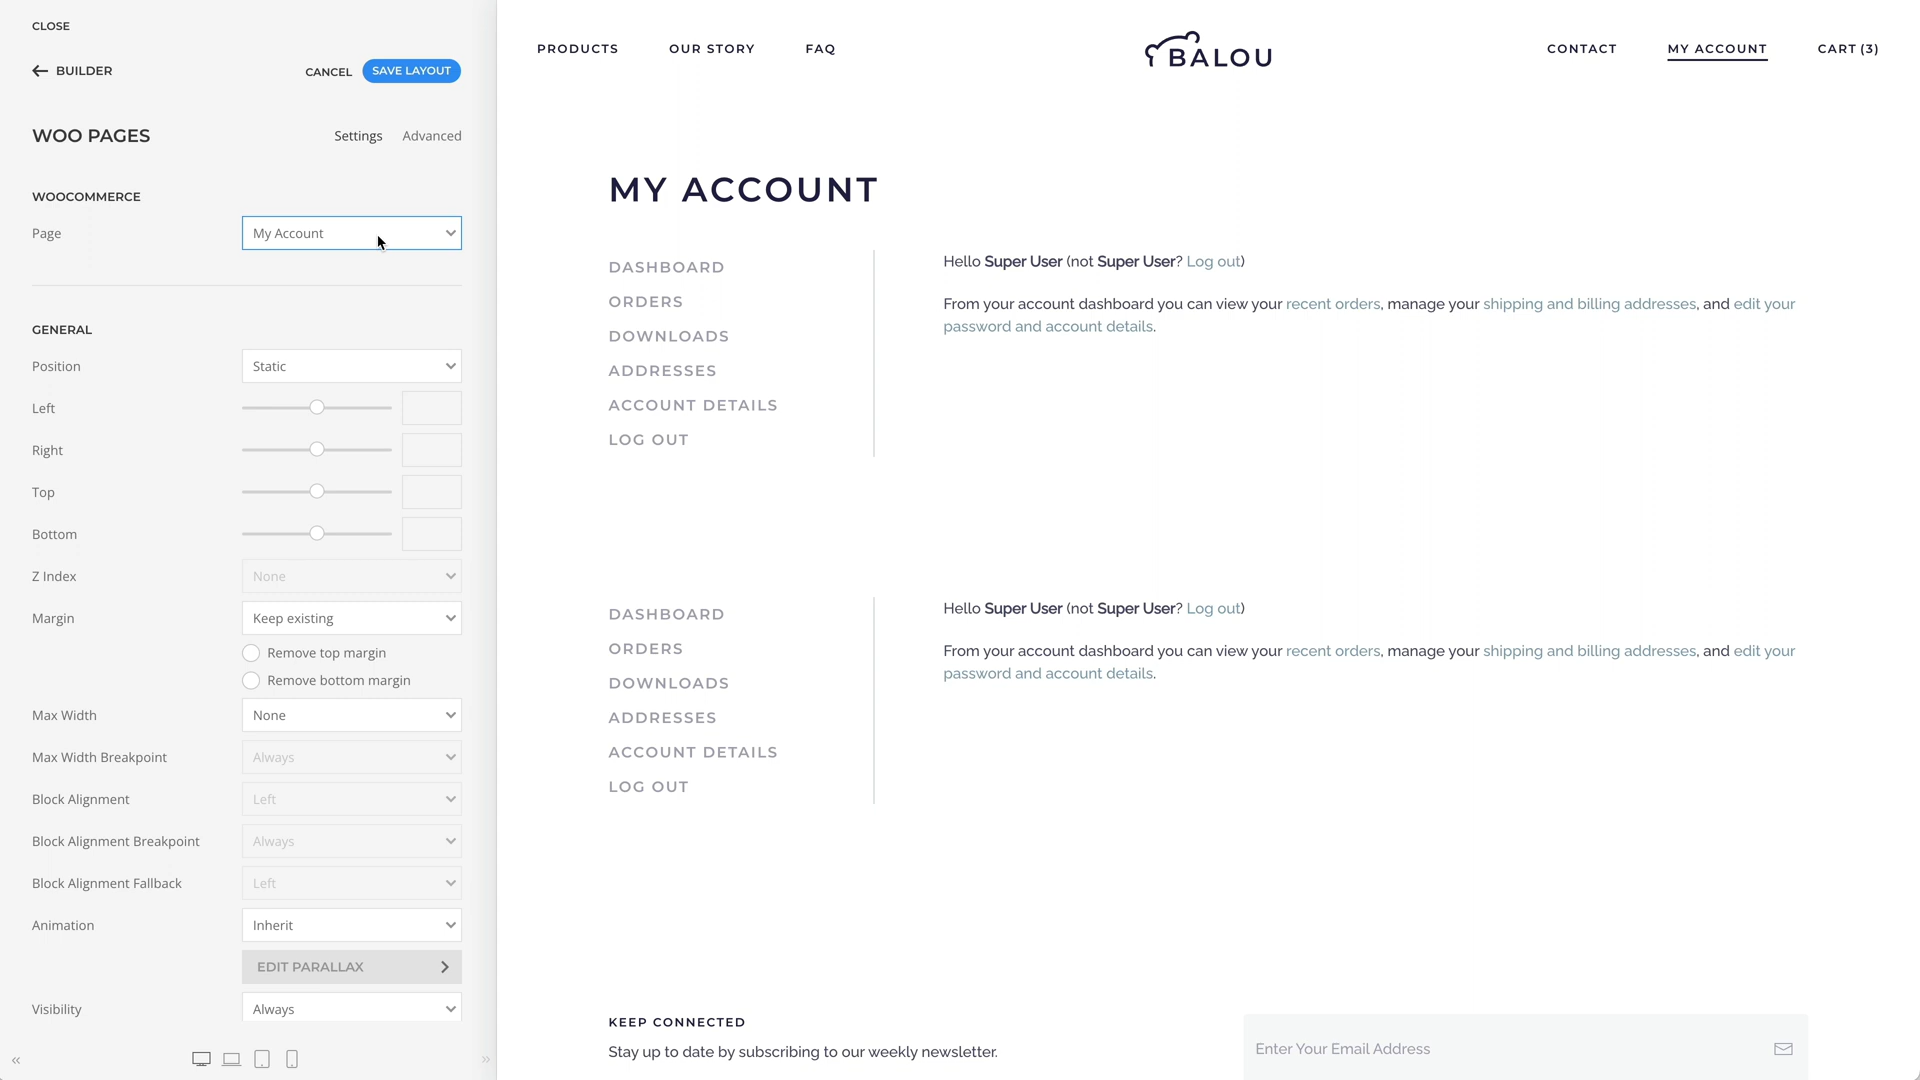 CLOSE
BUILDER
CANCEL
SAVE LAYOUT
WOO PAGES
Settings
Advanced
WOOCOMMERCE
Page
My Account
GENERAL
Position
Static
Left
Right
Top
Bottom
Z Index
None
Margin
Keep existing
Remove top margin
Remove bottom margin
Max Width
None
Max Width Breakpoint
Always
Block Alignment
Left
Block Alignment Breakpoint
Always
Block Alignment Fallback
Left
Animation
Inherit
EDIT PARALLAX
Visibility
Always
PRODUCTS
OUR STORY
FAQ
BALOU
CONTACT
MY ACCOUNT
CART (3)
MY ACCOUNT
DASHBOARD
ORDERS
DOWNLOADS
ADDRESSES
ACCOUNT DETAILS
LOG OUT
Hello Super User (not Super User? Log out)
From your account dashboard you can view your recent orders, manage your shipping and billing addresses, and edit your
password and account details.
DASHBOARD
ORDERS
DOWNLOADS
ADDRESSES
ACCOUNT DETAILS
LOG OUT
Hello Super User (not Super User? Log out)
From your account dashboard you can view your recent orders, manage your shipping and billing addresses, and edit your
password and account details.
KEEP CONNECTED
Stay up to date by subscribing to our weekly newsletter.
Enter Your Email Address